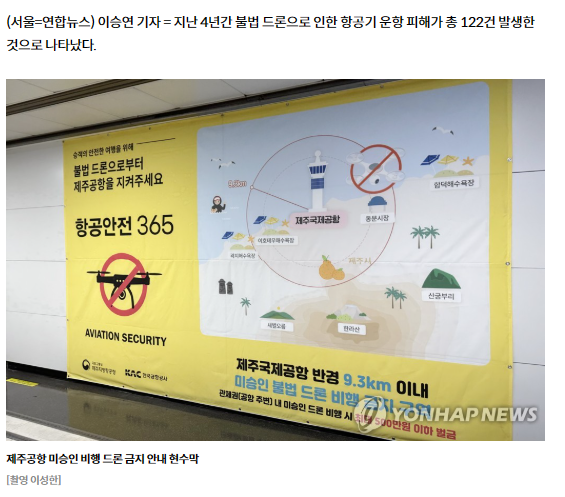 (서울=연합뉴스) 이승연 기자 = 지난 4년간 불법 드론으로 인한 항공기 운항 피해가 총 122건 발생한
것으로 나타났다.
승객의 안전한 여행을 위해
불법 드론으로부터
제주공항을 지켜주세요
항공안전 365
AVIATION SECURITY
KAC 한국공항공사
9.3km
함덕해수욕장
제주국제공항
동문시장
이호테우해수욕장
제주시
산굼부리
새별오름
한라산
제주국제공항 반경 9.3km 이내
미승인 불법 드론 비행 금지 구역
관제권(공항 주변) 내 미승인 드론 비행 시 최대 500만원 이하 벌금
YONHAP NEWS
제주공항 미승인 비행 드론 금지 안내 현수막
[촬영 이성한]